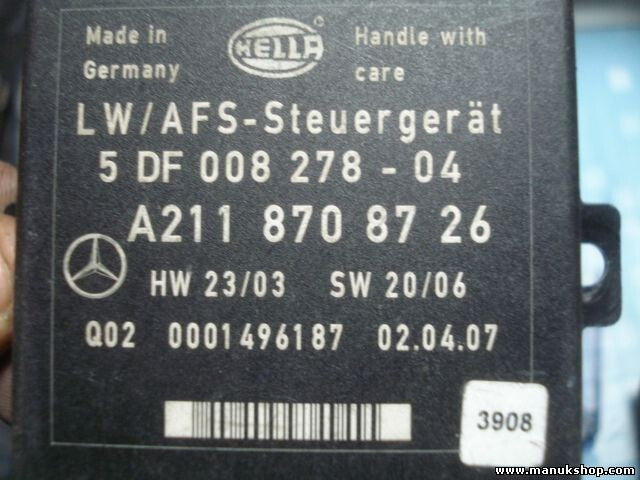 Made in
Germany
HELLA
Handle with
care
LW/AFS-Steuergerät
5 DF 008 278 - 04
A211 870 87 26
HW 23/03 SW 20/06
Q02 0001496187 02.04.07
3908
www.manukshop.com